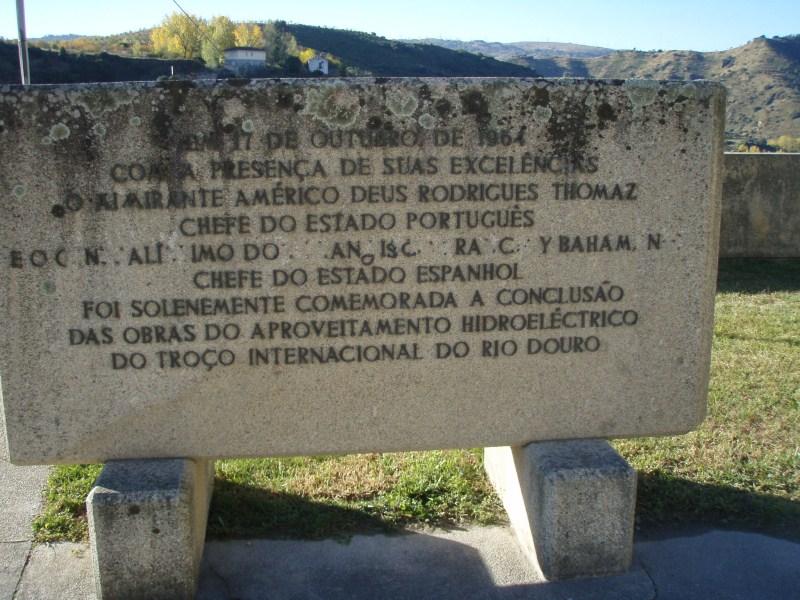 EM 17 DE OUTUBRO DE 1964
COM A PRESENÇA DE SUAS EXCELÊNCIAS
O ALMIRANTE AMÉRICO DEUS RODRIGUES THOMAZ
CHEFE DO ESTADO PORTUGUÊS
E O Y BAHAM N
CHEFE DO ESTADO ESPANHOL
FOI SOLENEMENTE COMEMORADA A CONCLUSÃO
DAS OBRAS DO APROVEITAMENTO HIDROELÉCTRICO
DO TROÇO INTERNACIONAL DO RIO DOURO